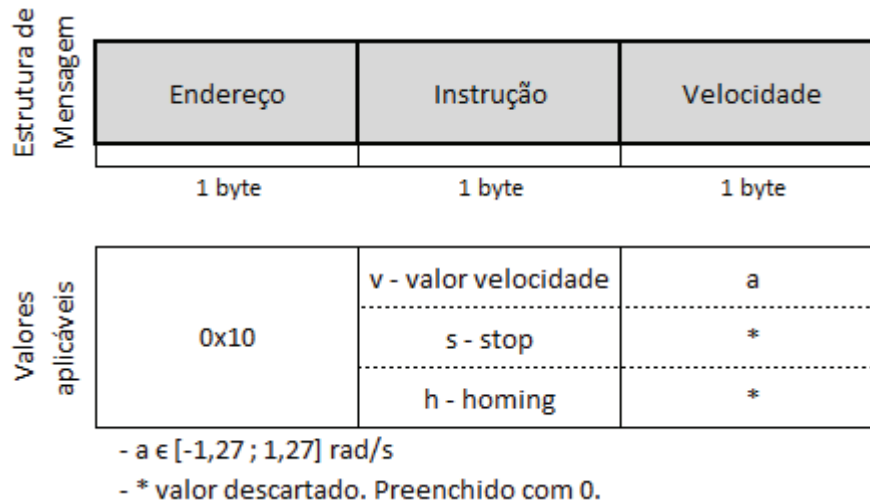 Estrutura de
Mensagem
Endereço
Instrução
Velocidade
1 byte
1 byte
1 byte
Valores
aplicáveis
0x10
v - valor velocidade
a
s - stop
*
h - homing
*
- a ϵ [-1,27 ; 1,27] rad/s
- * valor descartado. Preenchido com 0.